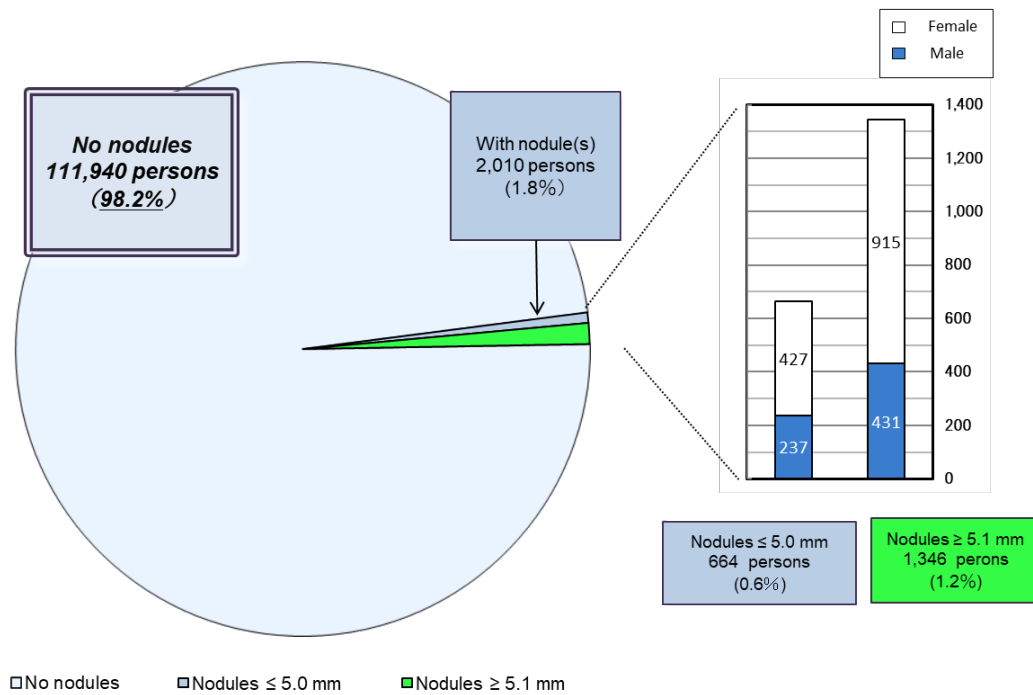 Female
Male
No nodules
111,940 persons
(98.2%)
With nodule(s)
2,010 persons
(1.8%)
1,400
1,200
1,000
800
600
400
200
0
915
427
431
237
Nodules ≤ 5.0 mm
664 persons
(0.6%)
Nodules ≥ 5.1 mm
1,346 perons
(1.2%)
No nodules
Nodules ≤ 5.0 mm
Nodules ≥ 5.1 mm